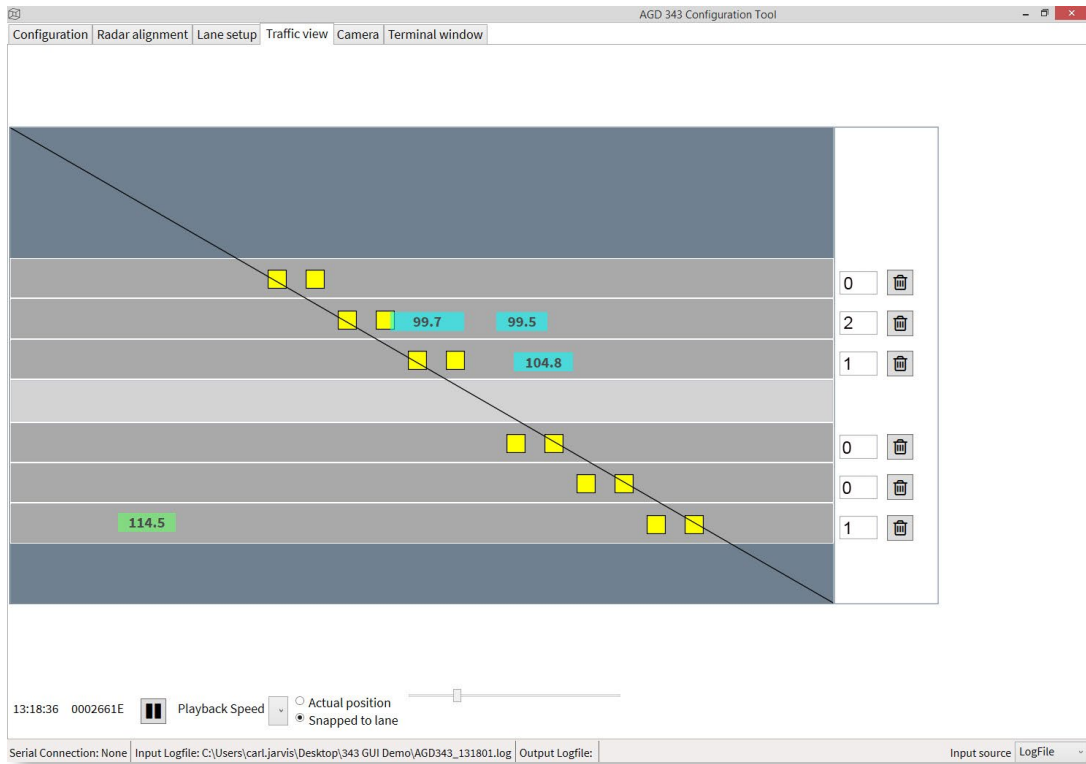 AGD 343 Configuration Tool
Configuration Radar alignment Lane setup Traffic view Camera Terminal window
0
99.7 99.5 2
104.8 1
0
0
114.5 1
13:18:36 0002661E Playback Speed Actual position
Snapped to lane
Serial Connection: None Input Logfile: C:\Users\carl.jarvis\Desktop\343 GUI Demo\AGD343_131801.log Output Logfile: Input source LogFile